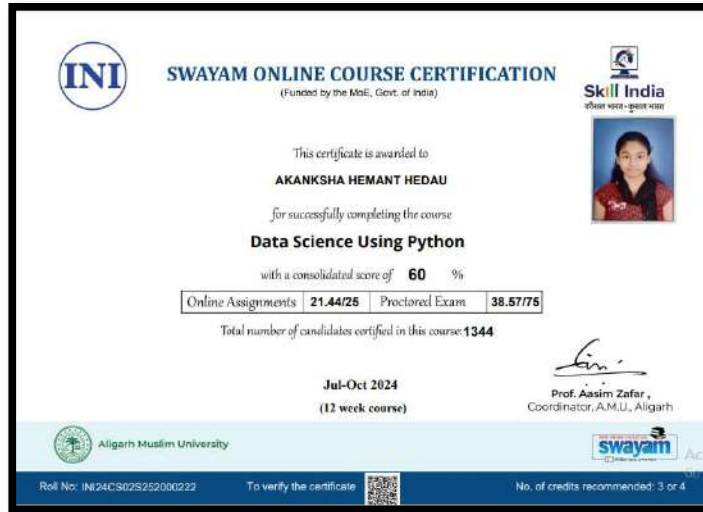 INI
SWAYAM ONLINE COURSE CERTIFICATION
(Funded by the MoE, Govt. of India)
Skill India
कौशल भारत - कुशल भारत
This certificate is awarded to
AKANKSHA HEMANT HEDAU
for successfully completing the course
Data Science Using Python
with a consolidated score of 60 %
Online Assignments 21.44/25 Proctored Exam 38.57/75
Total number of candidates certified in this course:1344
Jul-Oct 2024
(12 week course)
Prof. Aasim Zafar,
Coordinator, A.M.U., Aligarh
Aligarh Muslim University
swayam
Roll No: INI24CS02S252000222
To verify the certificate
No. of credits recommended: 3 or 4